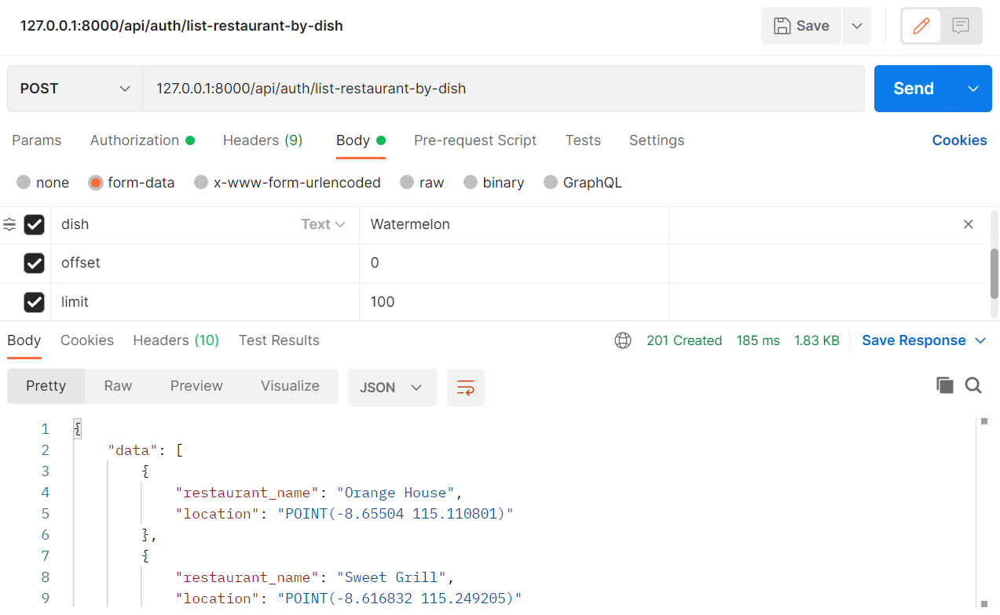 127.0.0.1:8000/api/auth/list-restaurant-by-dish
Save
POST
127.0.0.1:8000/api/auth/list-restaurant-by-dish
Send
Params Authorization Headers (9) Body Pre-request Script Tests Settings Cookies
none form-data x-www-form-urlencoded raw binary GraphQL
dish Text Watermelon
offset 0
limit 100
Body Cookies Headers (10) Test Results 201 Created 185 ms 1.83 KB Save Response
Pretty Raw Preview Visualize JSON
1 {
2 "data": [
3 {
4 "restaurant_name": "Orange House",
5 "location": "POINT(-8.65504 115.110801)"
6 },
7 {
8 "restaurant_name": "Sweet Grill",
9 "location": "POINT(-8.616832 115.249205)"